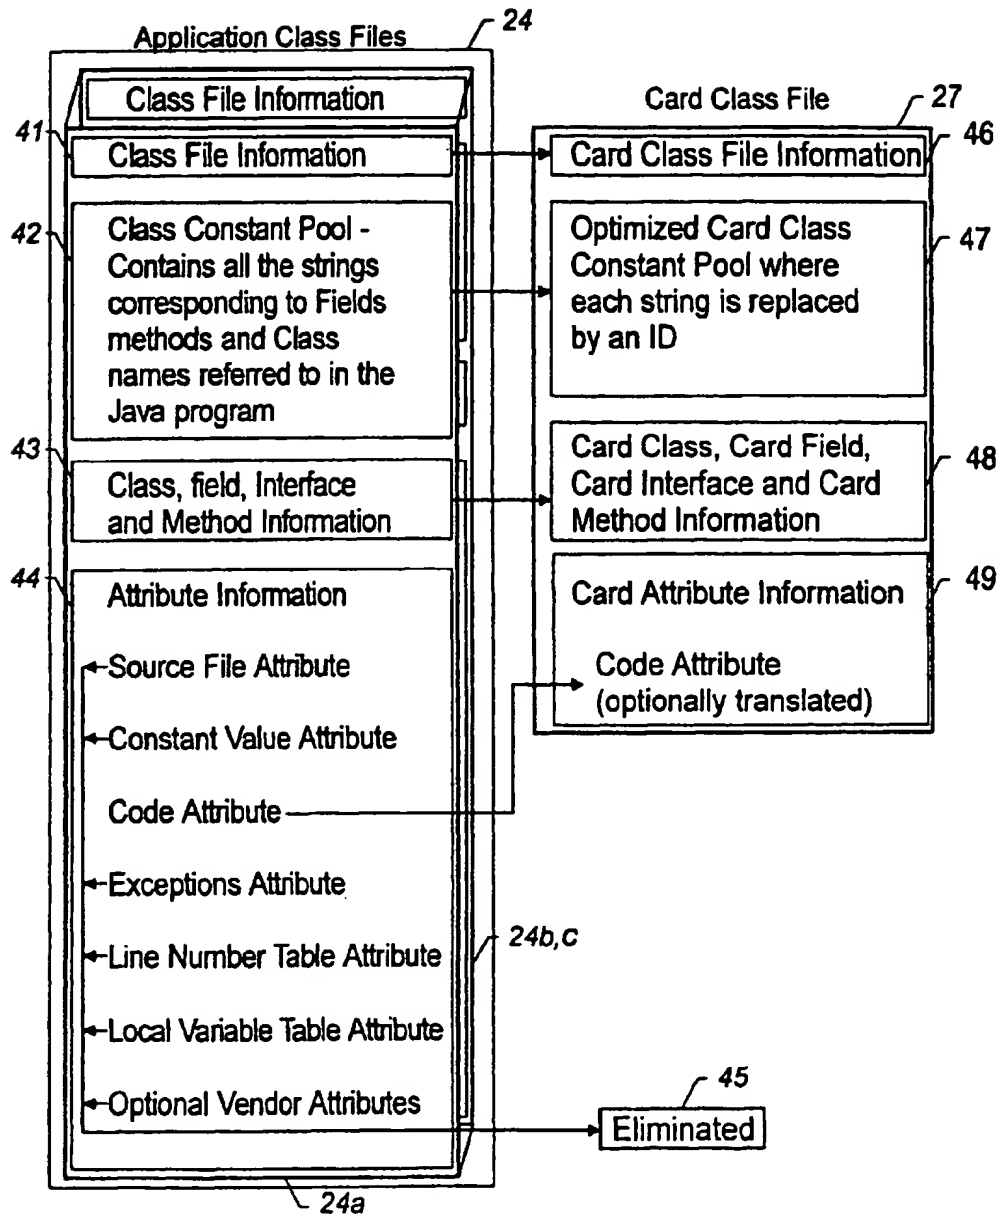 Application Class Files
24
Class File Information
41
Class File Information
42
Class Constant Pool -
Contains all the strings
corresponding to Fields
methods and Class
names referred to in the
Java program
43
Class, field, Interface
and Method Information
44
Attribute Information
Source File Attribute
Constant Value Attribute
Code Attribute
Exceptions Attribute
Line Number Table Attribute
Local Variable Table Attribute
Optional Vendor Attributes
24b,c
24a
Card Class File
27
46
Card Class File Information
Optimized Card Class
Constant Pool where
each string is replaced
by an ID
47
Card Class, Card Field,
Card Interface and Card
Method Information
48
Card Attribute Information
49
Code Attribute
(optionally translated)
45
Eliminated